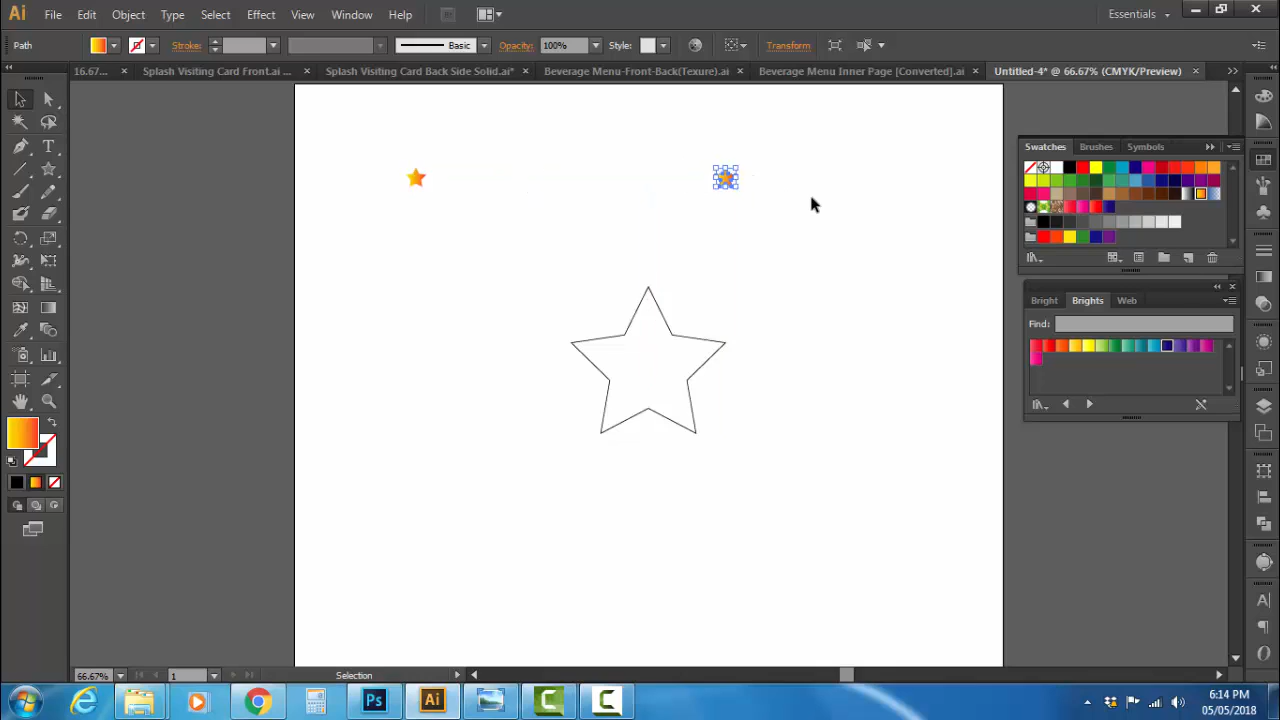 Ai File Edit Object Type Select Effect View Window Help Essentials
Path Stroke: Basic Opacity: 100% Style: Transform
16.67... Splash Visiting Card Front.ai ... Splash Visiting Card Back Side Solid.ai* Beverage Menu-Front-Back(Texure).ai Beverage Menu Inner Page [Converted].ai Untitled-4* @ 66.67% (CMYK/Preview)
Swatches Brushes Symbols
Bright Brights Web
Find:
66.67% 1 Selection
Ps Ai
6:14 PM
05/05/2018